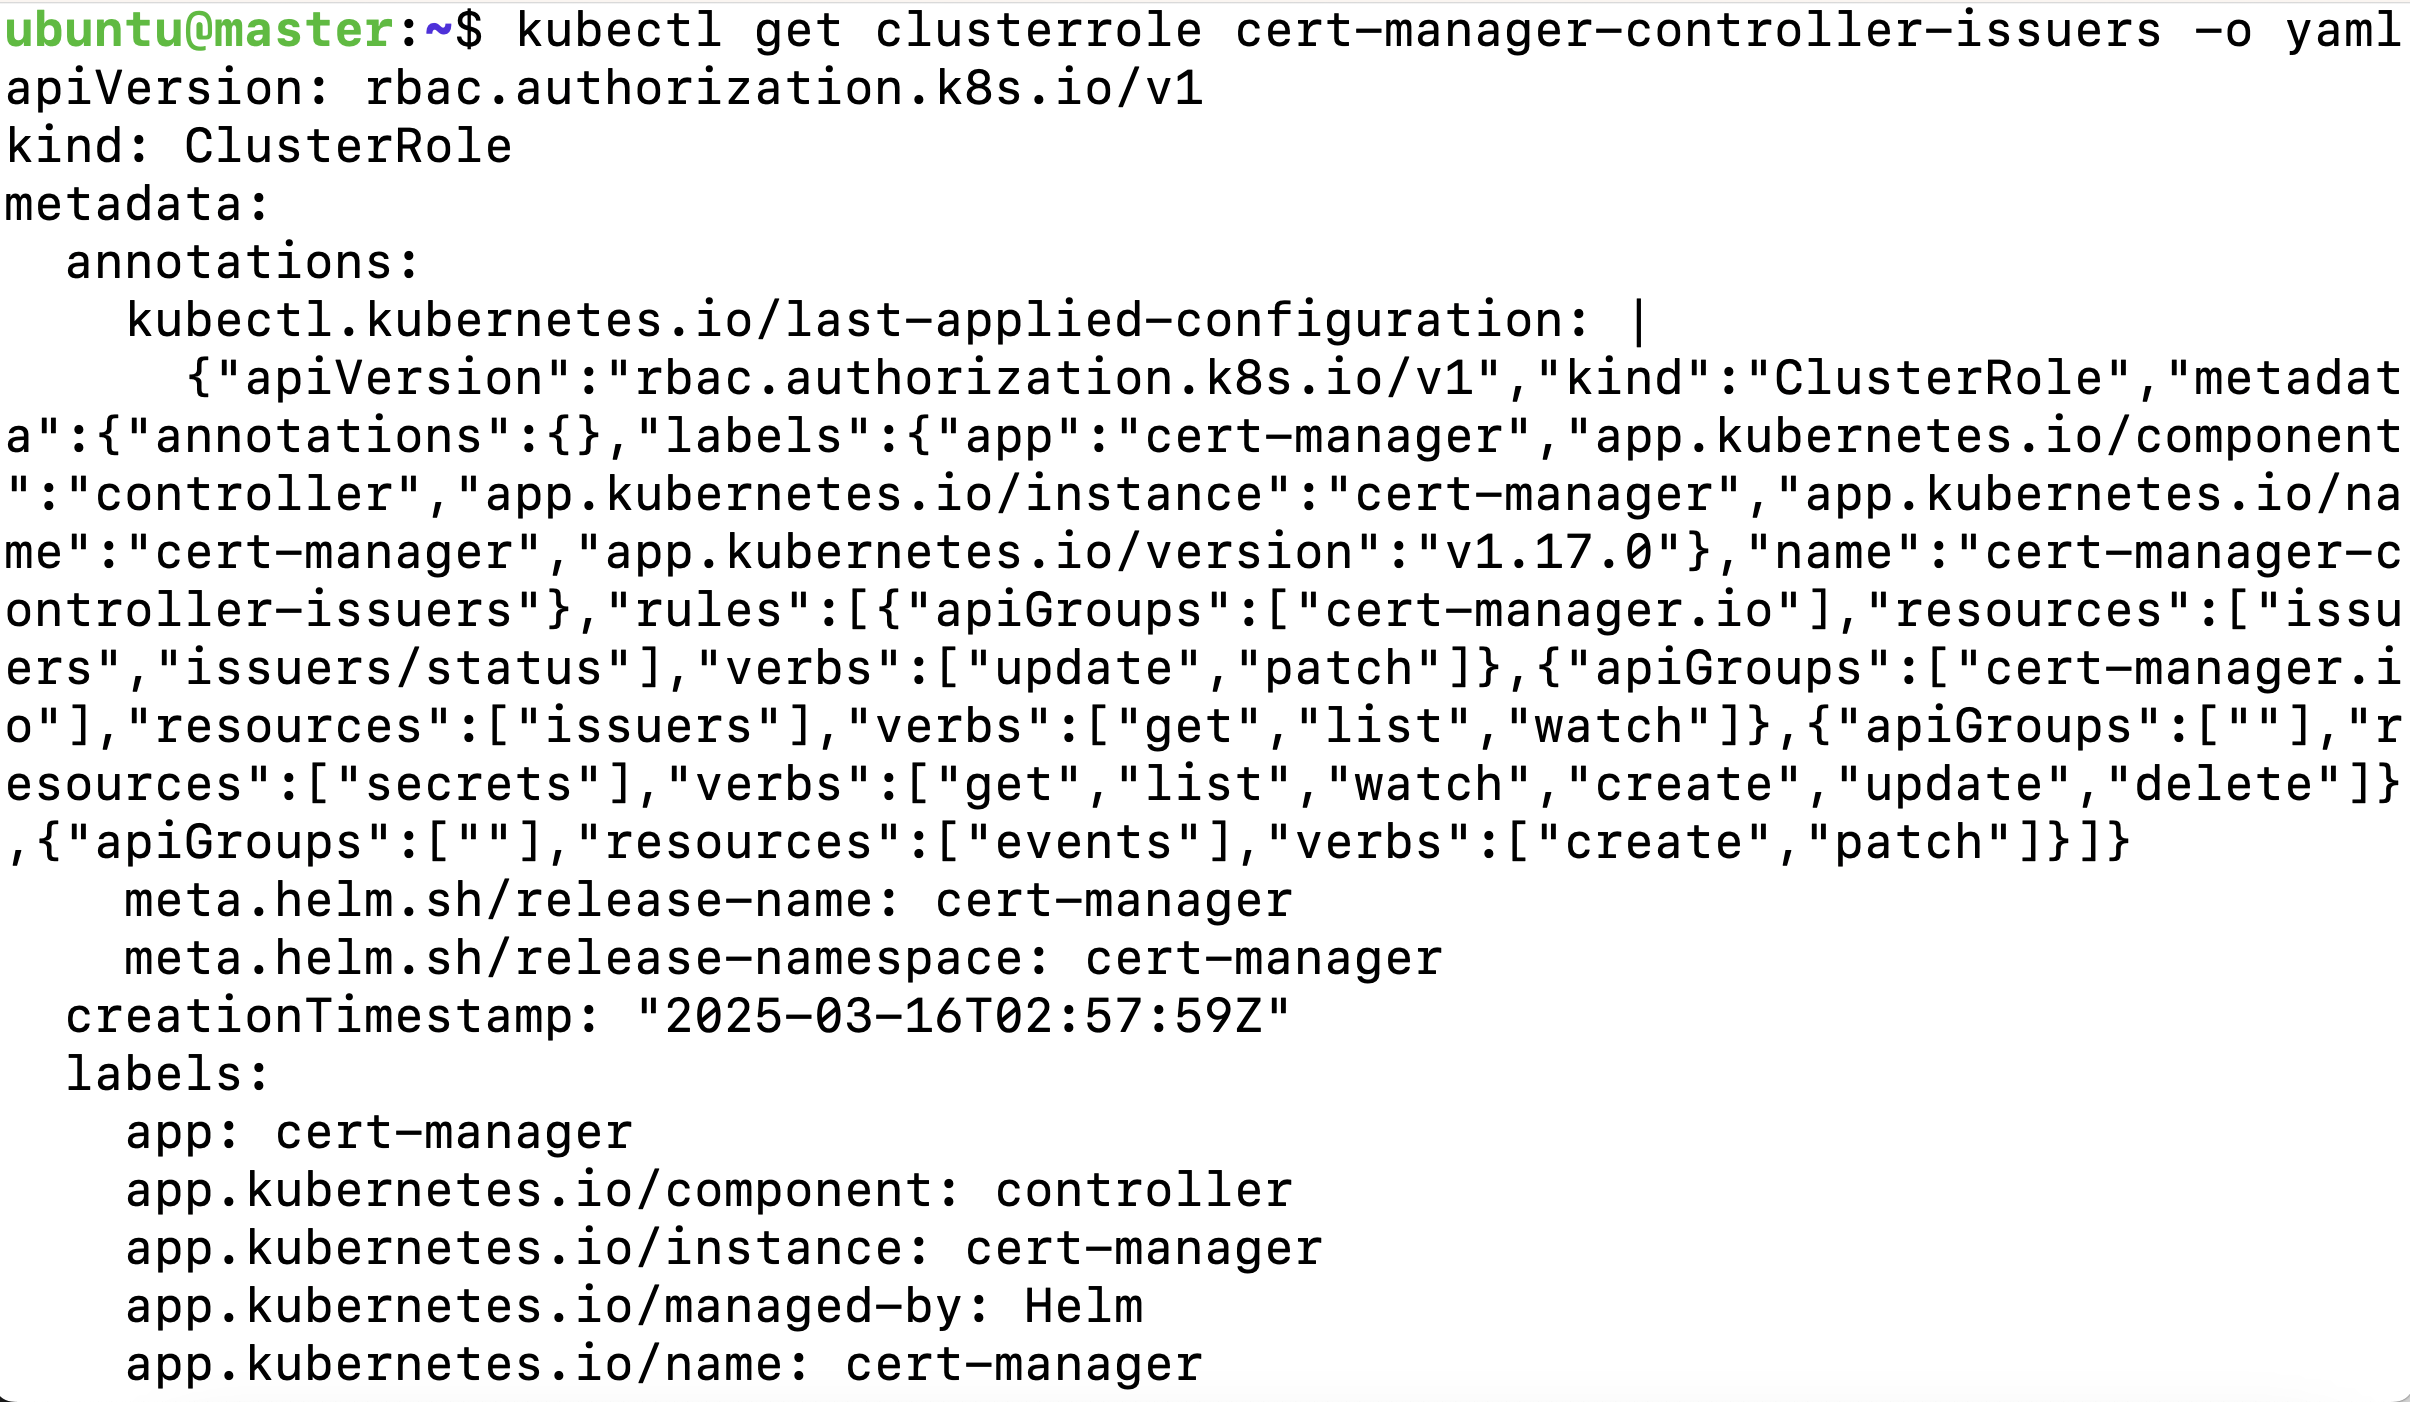 ubuntu@master:~$ kubectl get clusterrole cert-manager-controller-issuers -o yaml
apiVersion: rbac.authorization.k8s.io/v1
kind: ClusterRole
metadata:
  annotations:
    kubectl.kubernetes.io/last-applied-configuration: |
      {"apiVersion":"rbac.authorization.k8s.io/v1","kind":"ClusterRole","metadat
a":{"annotations":{},"labels":{"app":"cert-manager","app.kubernetes.io/component
":"controller","app.kubernetes.io/instance":"cert-manager","app.kubernetes.io/na
me":"cert-manager","app.kubernetes.io/version":"v1.17.0"},"name":"cert-manager-c
ontroller-issuers"},"rules":[{"apiGroups":["cert-manager.io"],"resources":["issu
ers","issuers/status"],"verbs":["update","patch"]},{"apiGroups":["cert-manager.i
o"],"resources":["issuers"],"verbs":["get","list","watch"]},{"apiGroups":[""],"r
esources":["secrets"],"verbs":["get","list","watch","create","update","delete"]}
,{"apiGroups":[""],"resources":["events"],"verbs":["create","patch"]}]}
    meta.helm.sh/release-name: cert-manager
    meta.helm.sh/release-namespace: cert-manager
  creationTimestamp: "2025-03-16T02:57:59Z"
  labels:
    app: cert-manager
    app.kubernetes.io/component: controller
    app.kubernetes.io/instance: cert-manager
    app.kubernetes.io/managed-by: Helm
    app.kubernetes.io/name: cert-manager